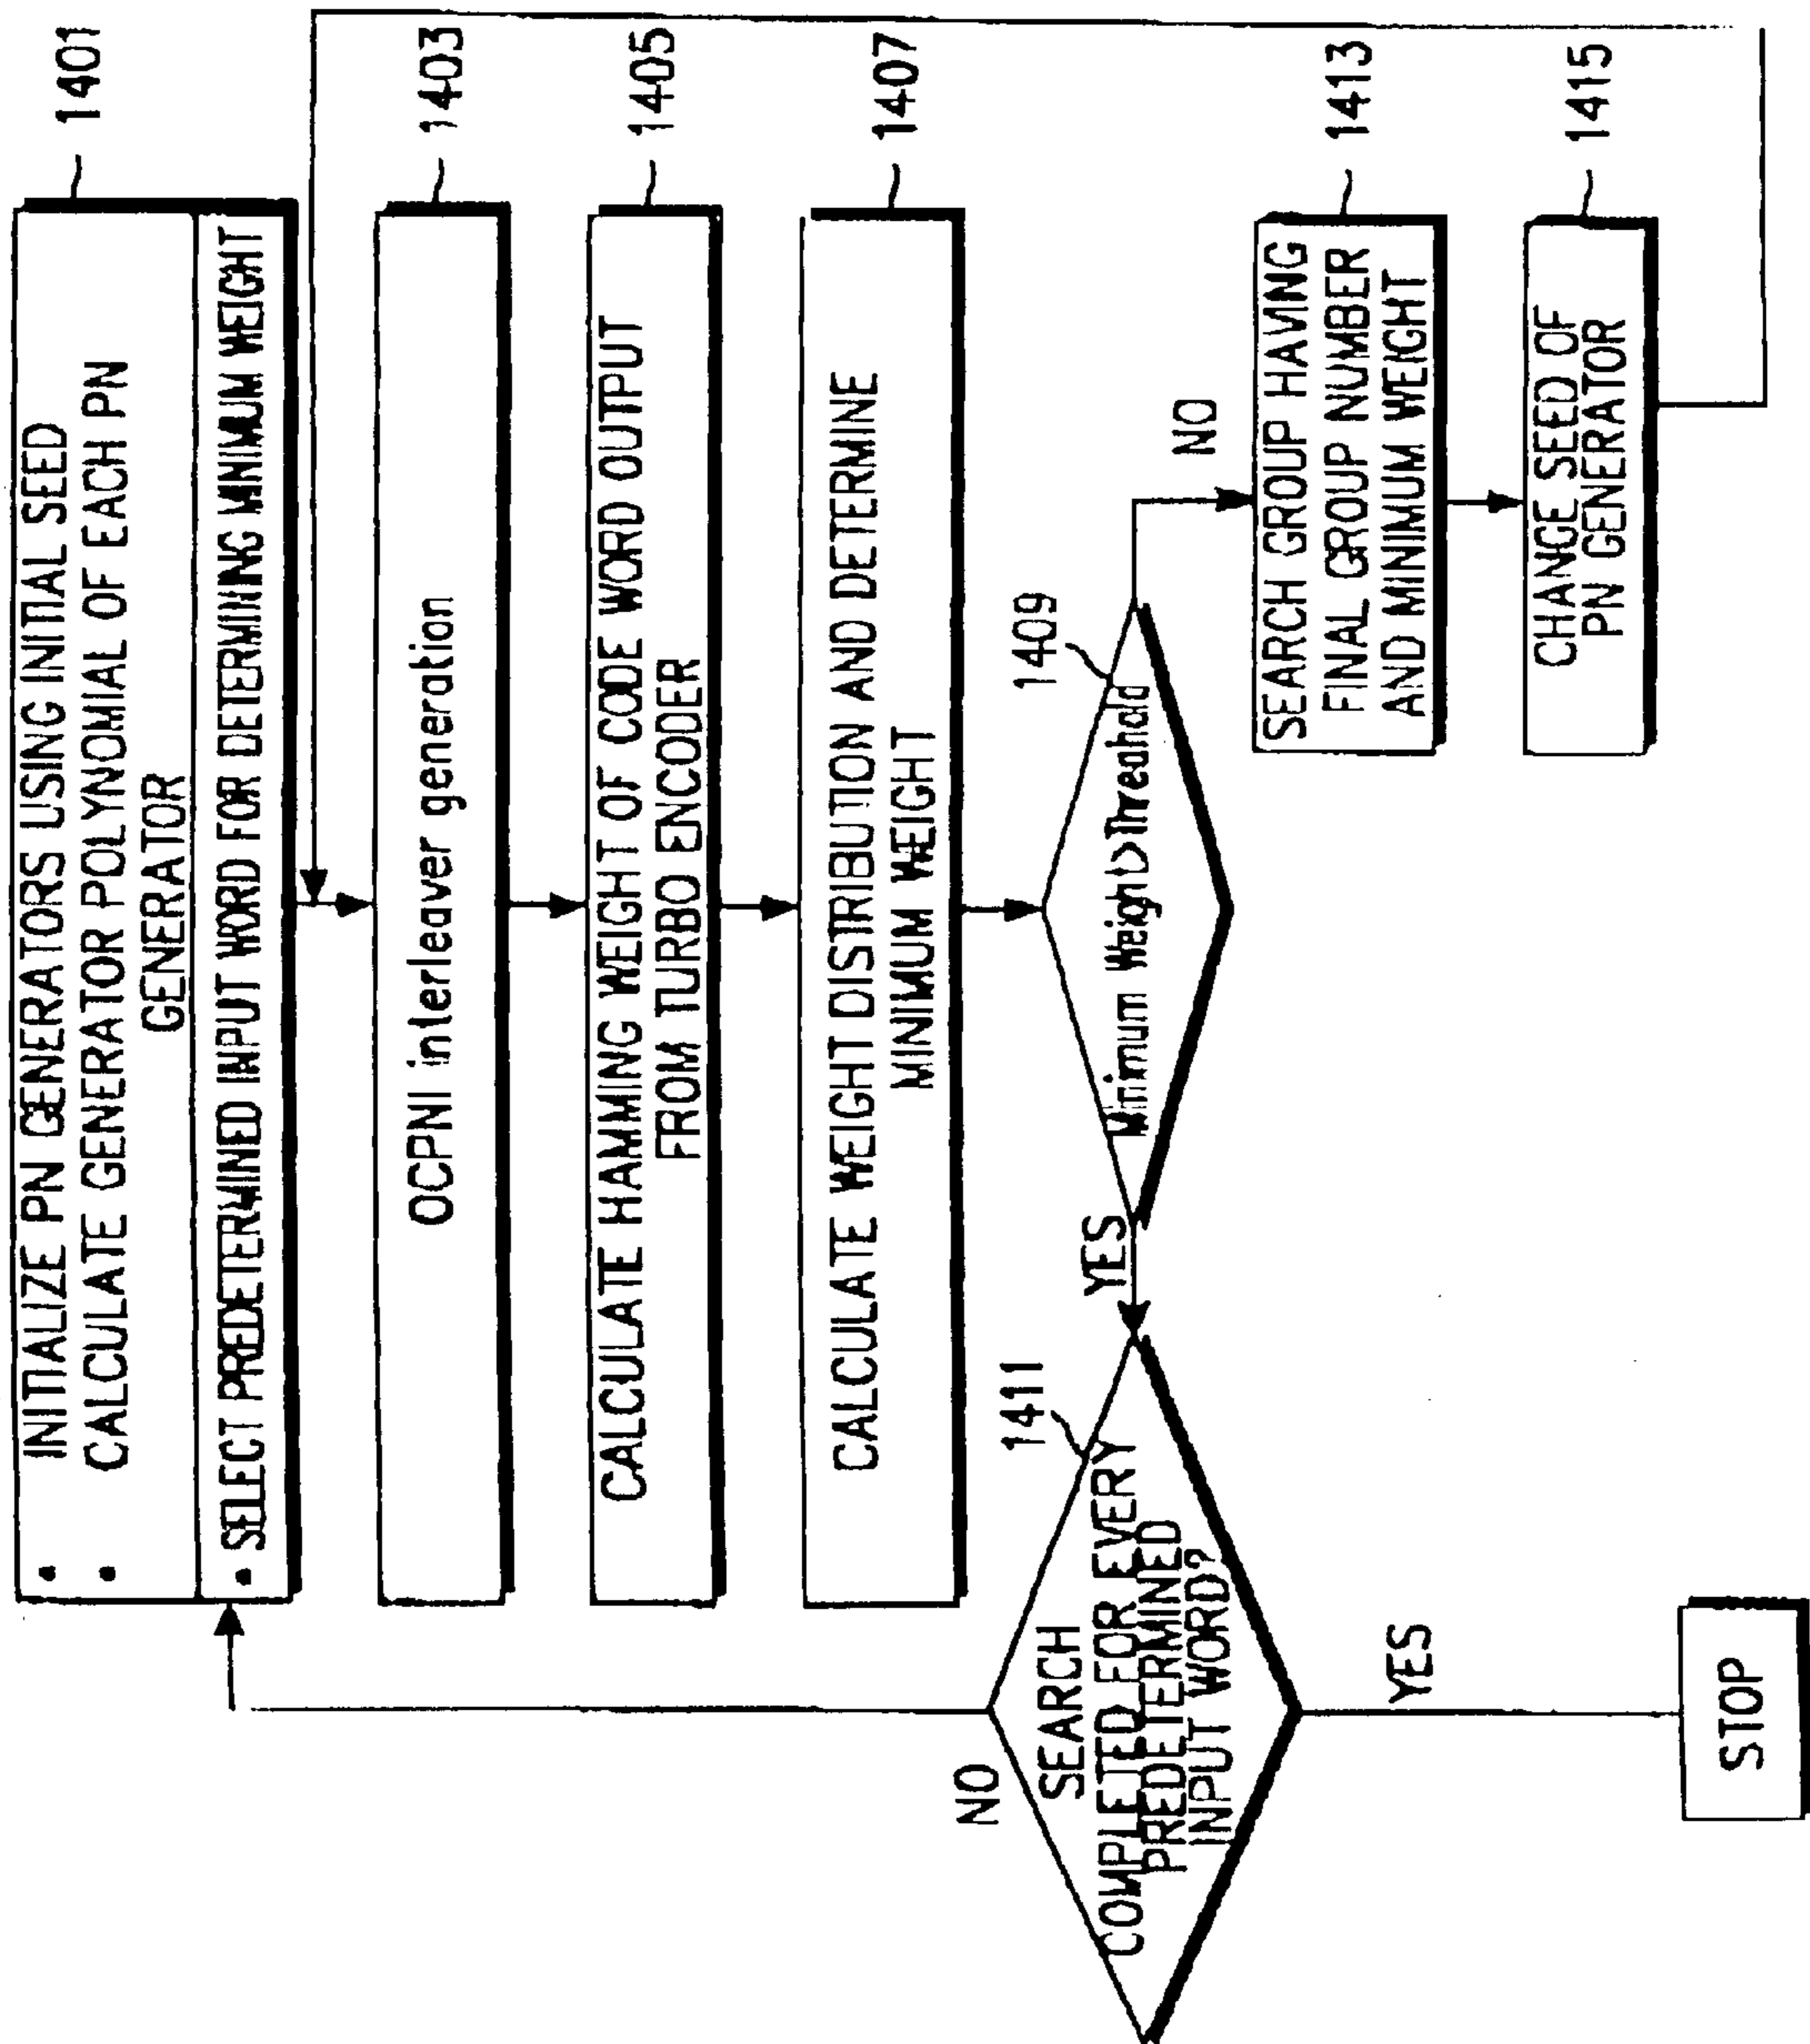 • INITIALIZE PN GENERATORS USING INITIAL SEED
• CALCULATE GENERATOR POLYNOMIAL OF EACH PN
GENERATOR
• SELECT PREDETERMINED INPUT WORD FOR DETERMINING MINIMUM WEIGHT
1401
OCPNI interleaver generation
1403
CALCULATE HAMMING WEIGHT OF CODE WORD OUTPUT
FROM TURBO ENCODER
1405
CALCULATE WEIGHT DISTRIBUTION AND DETERMINE
MINIMUM WEIGHT
1407
1409
Minimum Weight>threahold
YES
NO
1411
SEARCH
COMPLETED FOR EVERY
PREDETERMINED
INPUT WORD?
NO
YES
SEARCH GROUP HAVING
FINAL GROUP NUMBER
AND MINIMUM WEIGHT
1413
CHANGE SEED OF
PN GENERATOR
1415
STOP